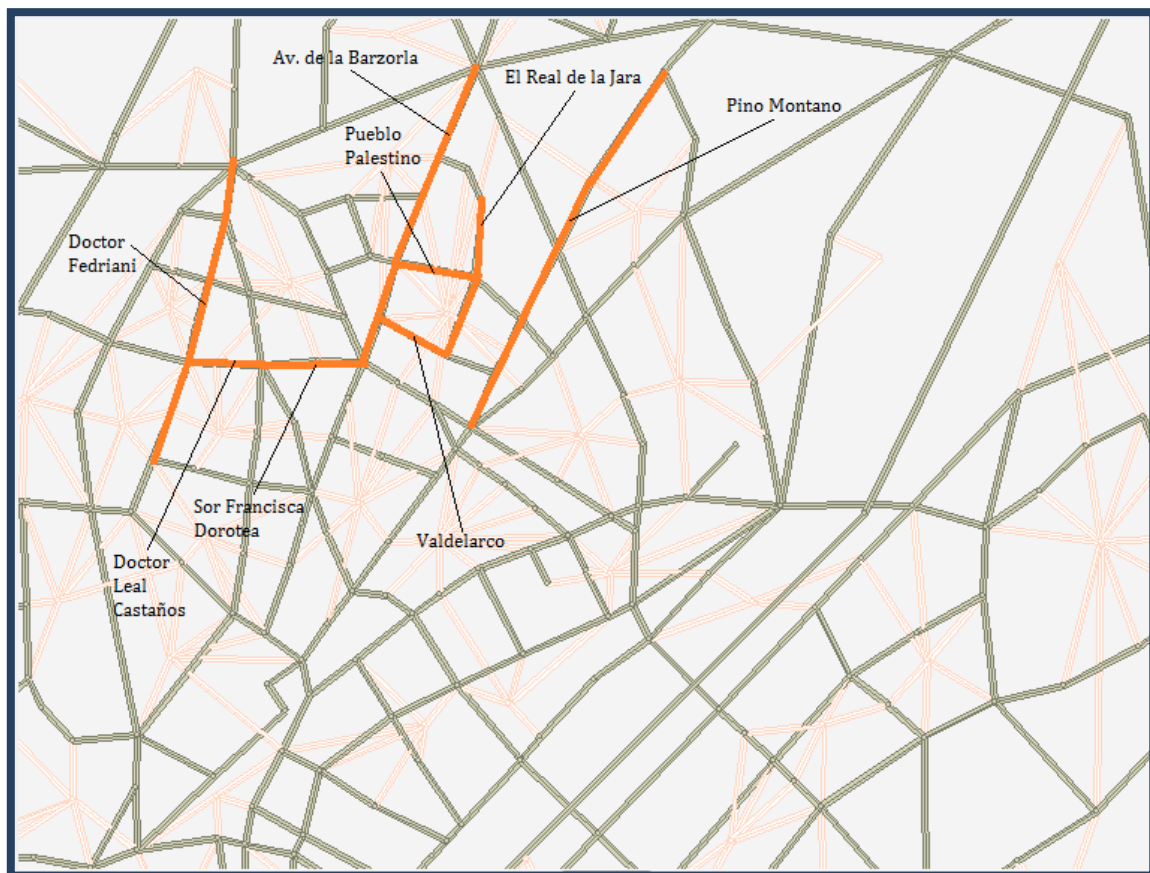 Av. de la Barzorla
El Real de la Jara
Pino Montano
Pueblo
Palestino
Doctor
Fedriani
Sor Francisca
Dorotea
Valdelarco
Doctor
Leal
Castaños